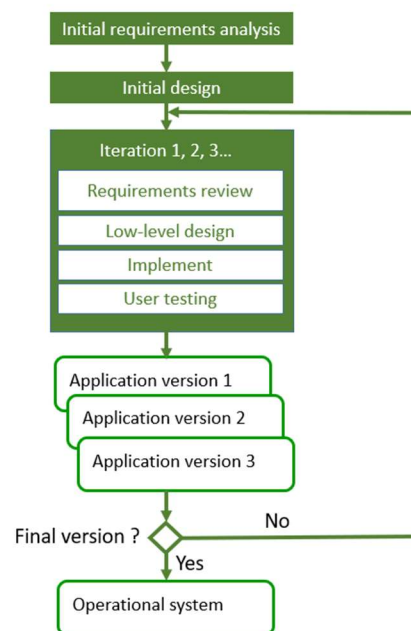 Initial requirements analysis
Initial design
Iteration 1, 2, 3...
Requirements review
Low-level design
Implement
User testing
Application version 1
Application version 2
Application version 3
Final version ?
No
Yes
Operational system